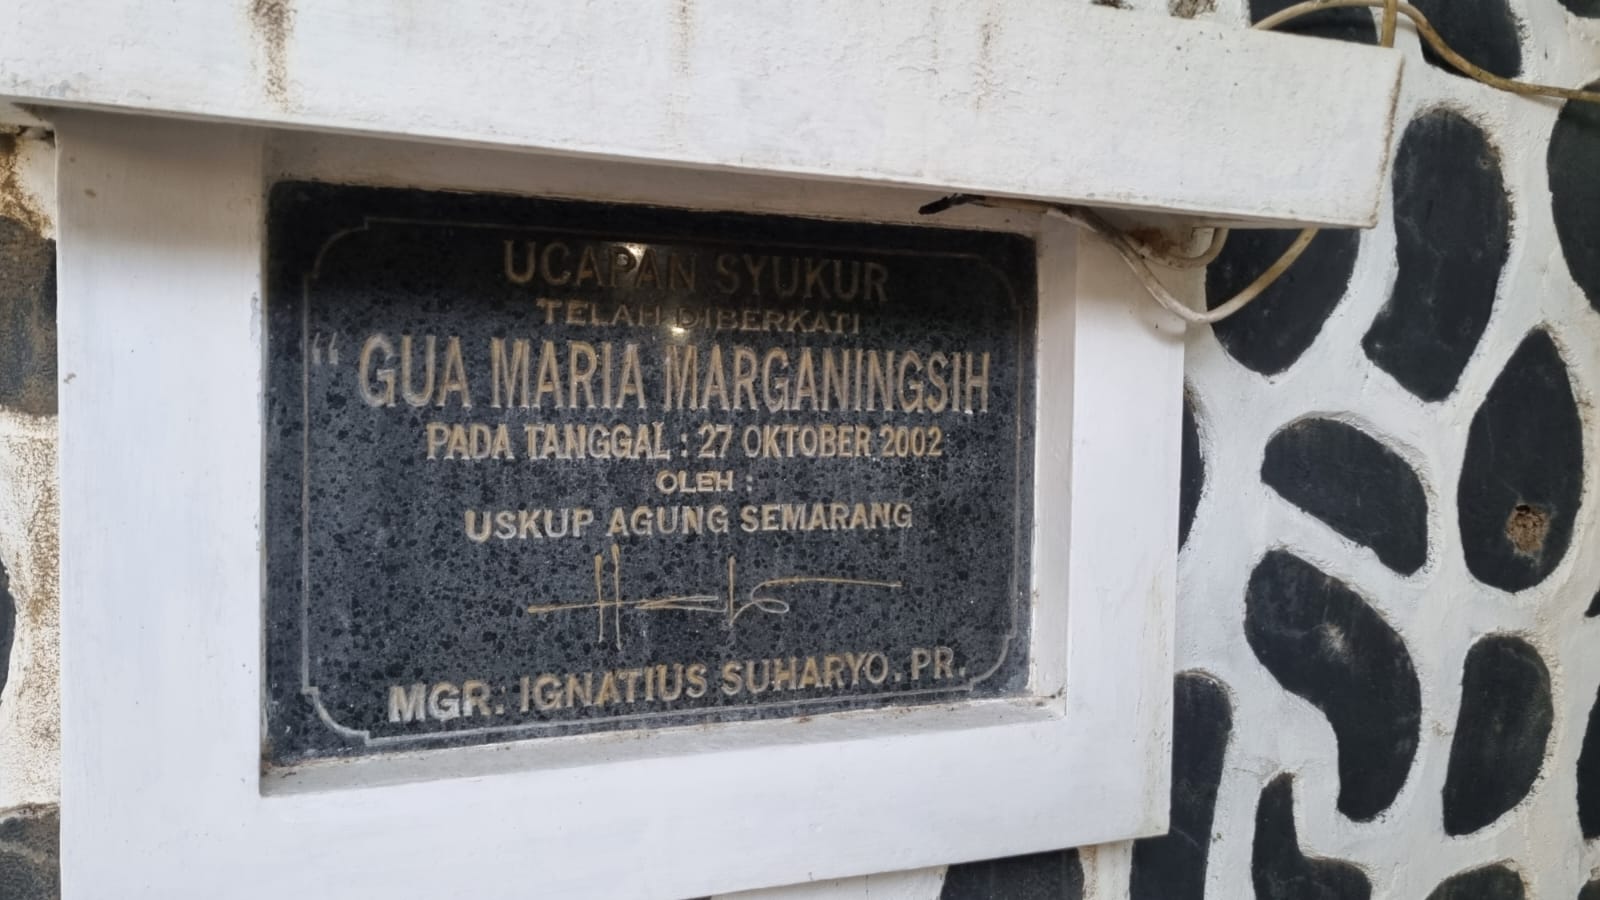 UCAPAN SYUKUR
TELAH DIBERKATI
“ GUA MARIA MARGANINGSIH
PADA TANGGAL : 27 OKTOBER 2002
OLEH :
USKUP AGUNG SEMARANG
MGR. IGNATIUS SUHARYO. PR.